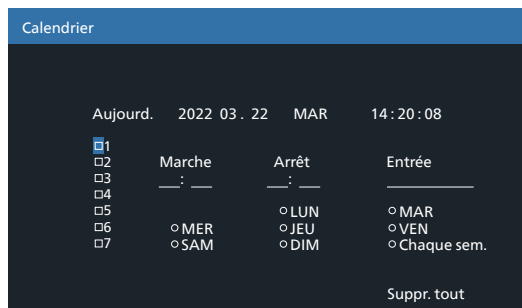 Calendrier
Aujourd. 2022 03 . 22 MAR 14 : 20 : 08
1
2 Marche Arrêt Entrée
3 __: __ __: __ ________
4
5 LUN MAR
6 MER JEU VEN
7 SAM DIM Chaque sem.
Suppr. tout